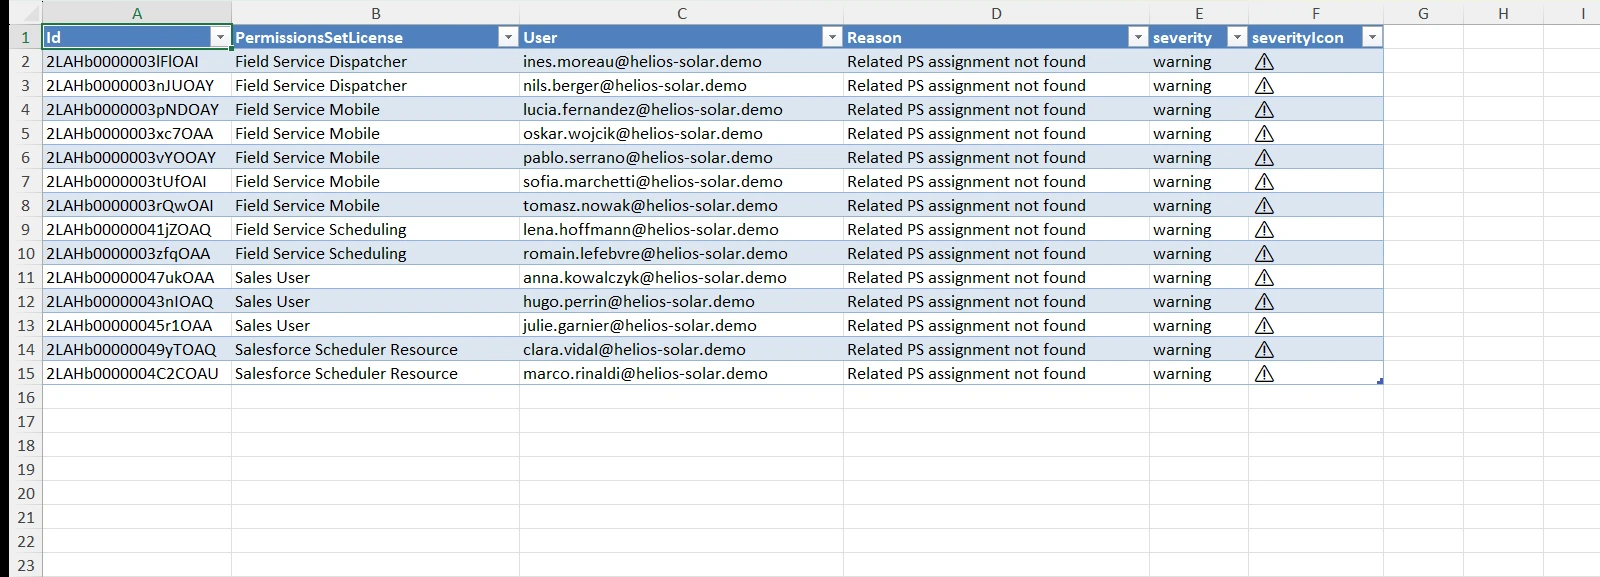 A B C D E F G H I
1 Id PermissionsSetLicense User Reason severity severityIcon
2 2LAHb0000003lFlOAI Field Service Dispatcher ines.moreau@helios-solar.demo Related PS assignment not found warning ⚠
3 2LAHb0000003nJUOAY Field Service Dispatcher nils.berger@helios-solar.demo Related PS assignment not found warning ⚠
4 2LAHb0000003pNDOAY Field Service Mobile lucia.fernandez@helios-solar.demo Related PS assignment not found warning ⚠
5 2LAHb0000003xc7OAA Field Service Mobile oskar.wojcik@helios-solar.demo Related PS assignment not found warning ⚠
6 2LAHb0000003vYOOAY Field Service Mobile pablo.serrano@helios-solar.demo Related PS assignment not found warning ⚠
7 2LAHb0000003tUfOAI Field Service Mobile sofia.marchetti@helios-solar.demo Related PS assignment not found warning ⚠
8 2LAHb0000003rQwOAI Field Service Mobile tomasz.nowak@helios-solar.demo Related PS assignment not found warning ⚠
9 2LAHb00000041jZOAQ Field Service Scheduling lena.hoffmann@helios-solar.demo Related PS assignment not found warning ⚠
10 2LAHb0000003zfqOAA Field Service Scheduling romain.lefebvre@helios-solar.demo Related PS assignment not found warning ⚠
11 2LAHb00000047ukOAA Sales User anna.kowalczyk@helios-solar.demo Related PS assignment not found warning ⚠
12 2LAHb00000043nIOAQ Sales User hugo.perrin@helios-solar.demo Related PS assignment not found warning ⚠
13 2LAHb00000045r1OAA Sales User julie.garnier@helios-solar.demo Related PS assignment not found warning ⚠
14 2LAHb00000049yTOAQ Salesforce Scheduler Resource clara.vidal@helios-solar.demo Related PS assignment not found warning ⚠
15 2LAHb0000004C2COAU Salesforce Scheduler Resource marco.rinaldi@helios-solar.demo Related PS assignment not found warning ⚠
16
17
18
19
20
21
22
23